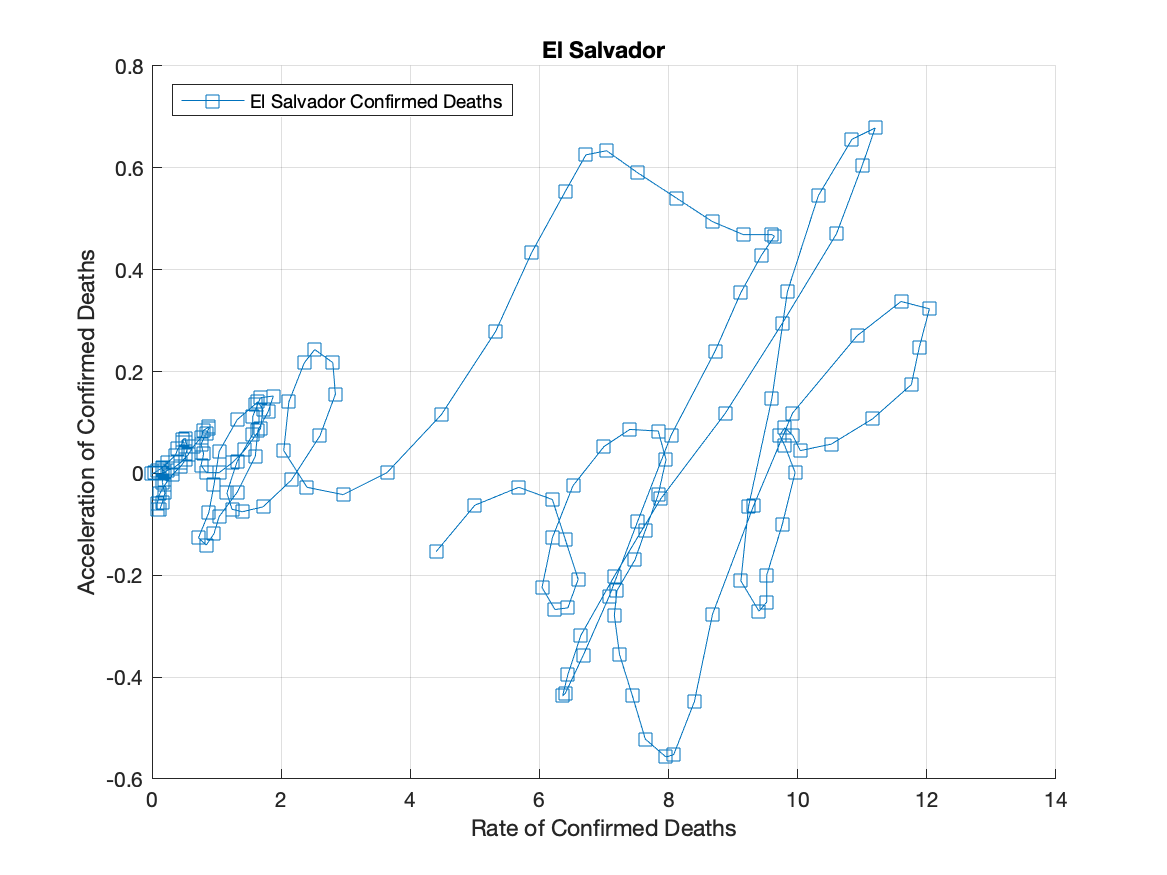 El Salvador
El Salvador Confirmed Deaths
Acceleration of Confirmed Deaths
0.8
0.6
0.4
0.2
0
-0.2
-0.4
-0.6
0 2 4 6 8 10 12 14
Rate of Confirmed Deaths